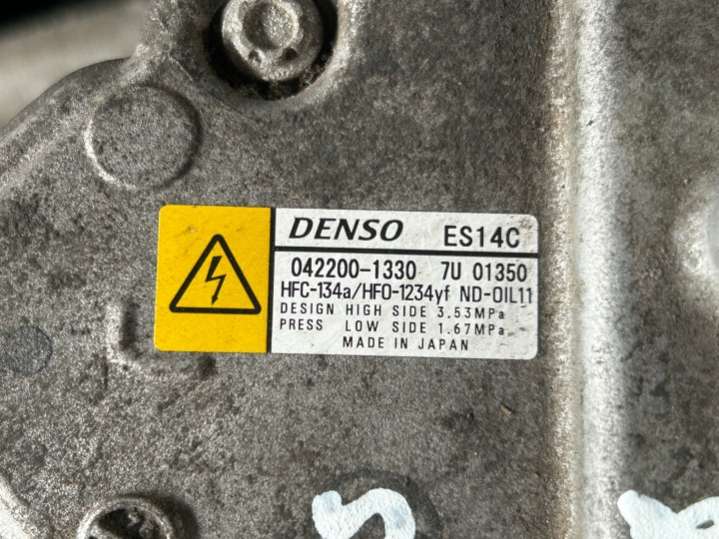 DENSO ES14C
042200-1330 7U 01350
HFC-134a/HFO-1234yf ND-OIL11
DESIGN HIGH SIDE 3.53MPa
PRESS LOW SIDE 1.67MPa
MADE IN JAPAN